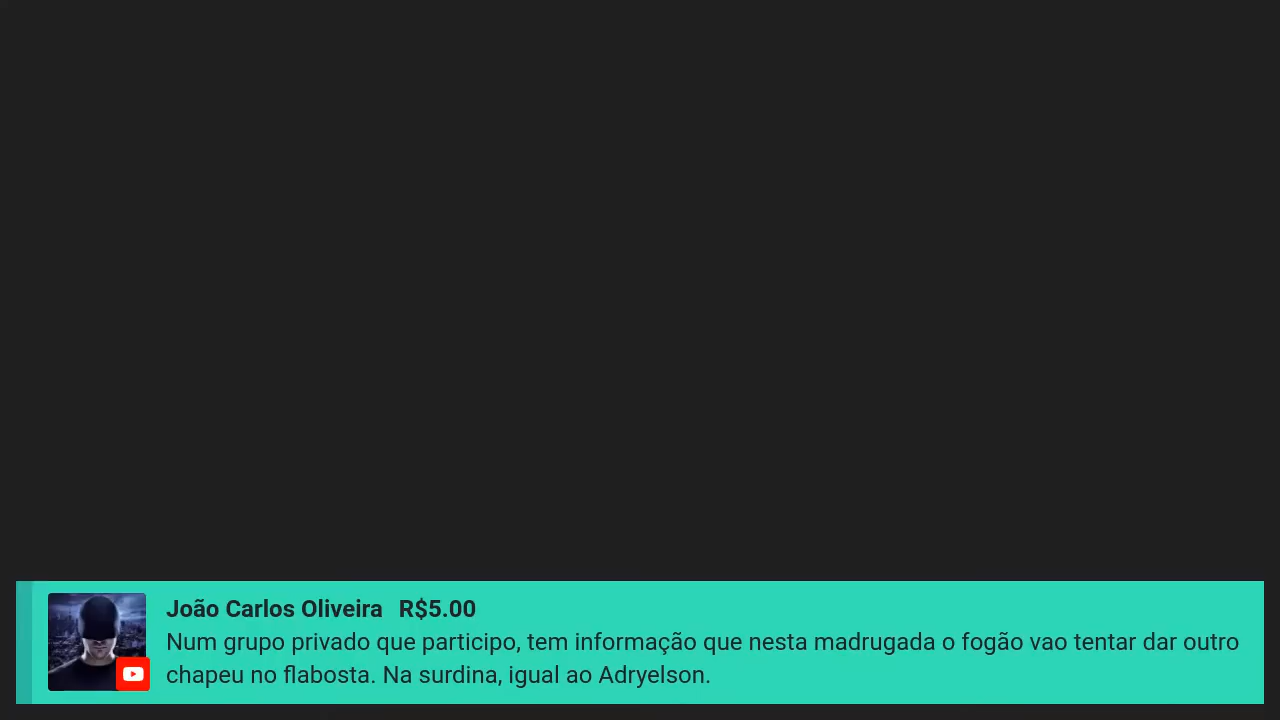 João Carlos Oliveira R$5.00
Num grupo privado que participo, tem informação que nesta madrugada o fogão vao tentar dar outro
chapeu no flabosta. Na surdina, igual ao Adryelson.